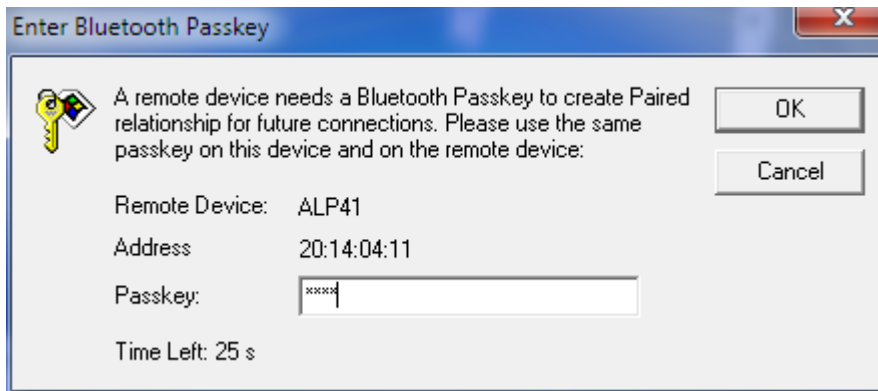 Enter Bluetooth Passkey
A remote device needs a Bluetooth Passkey to create Paired
relationship for future connections. Please use the same
passkey on this device and on the remote device:
OK
Cancel
Remote Device: ALP41
Address 20:14:04:11
Passkey: ****
Time Left: 25 s